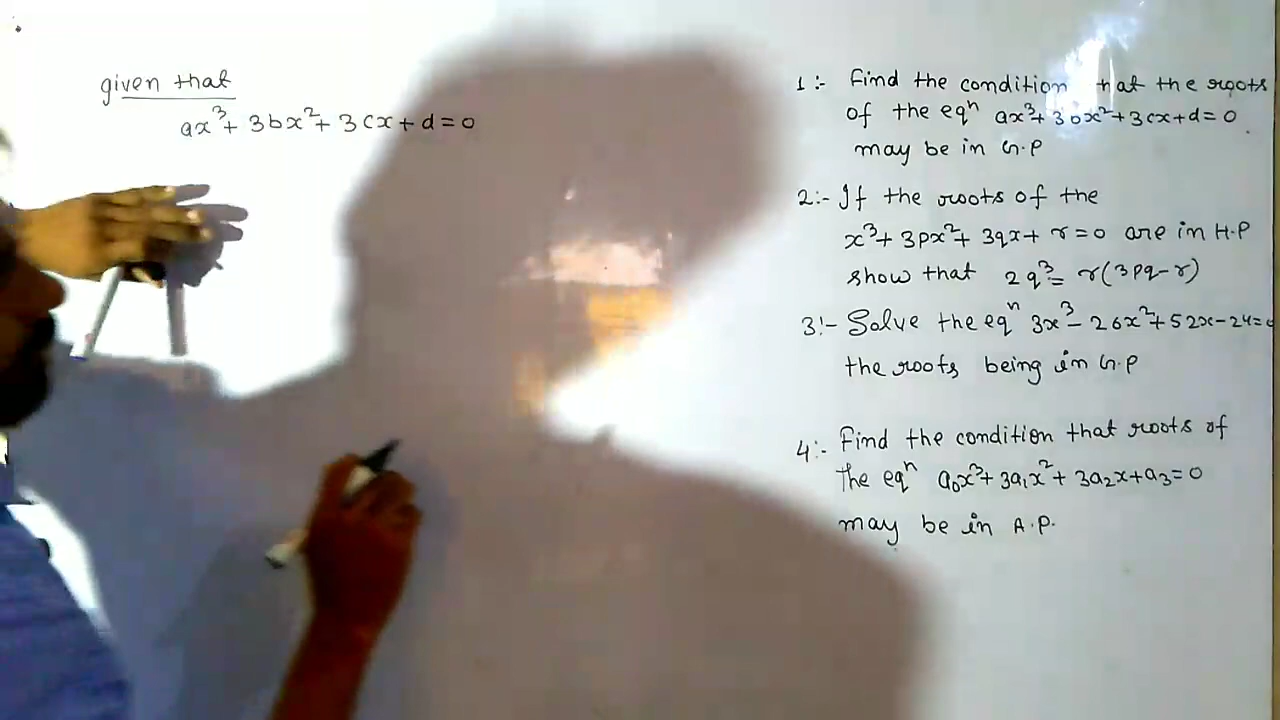 given that
ax³ + 3bx² + 3cx + d = 0
1:- Find the condition that the roots
of the eqⁿ ax³ + 3bx² + 3cx + d = 0
may be in G.P
2:- If the roots of the
x³ + 3px² + 3qx + r = 0 are in H.P
show that 2q³ = r(3pq - r)
3:- Solve the eqⁿ 3x³ - 26x² + 52x - 24 = 0
the roots being in G.P
4:- Find the condition that roots of
the eqⁿ a₀x³ + 3a₁x² + 3a₂x + a₃ = 0
may be in A.P.